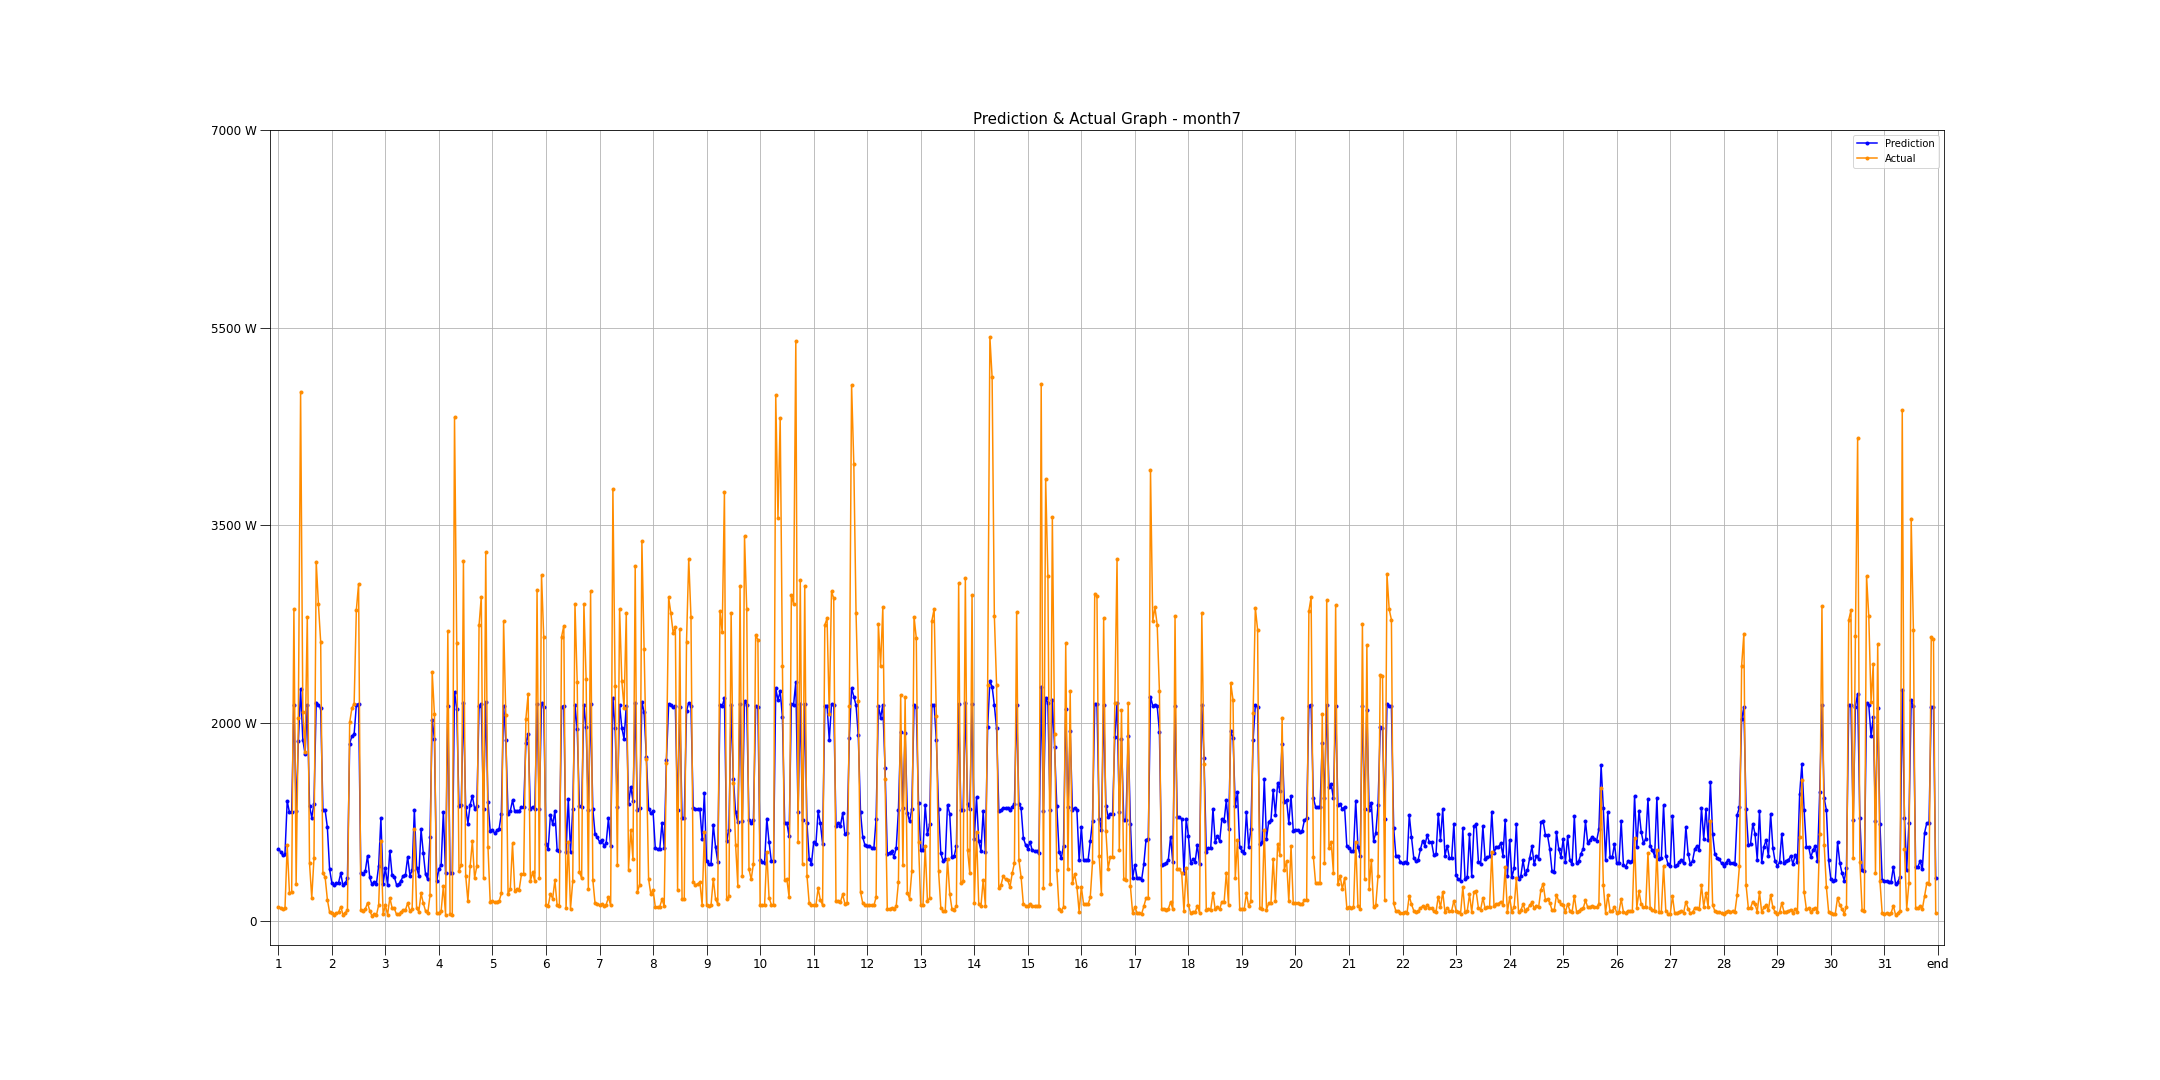 Prediction & Actual Graph - month7
7000 W
Prediction
Actual
5500 W
3500 W
2000 W
0
1 2 3 4 5 6 7 8 9 10 11 12 13 14 15 16 17 18 19 20 21 22 23 24 25 26 27 28 29 30 31 end